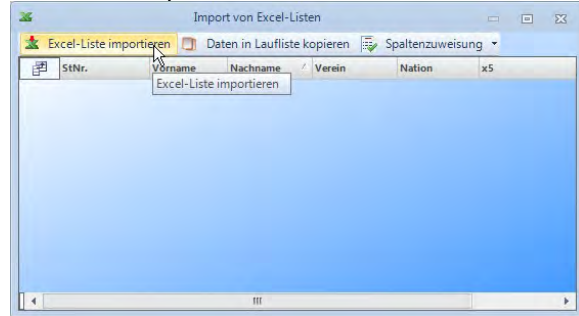 Import von Excel-Listen
Excel-Liste importieren Daten in Laufliste kopieren Spaltenzuweisung
StNr. Vorname Nachname Verein Nation x5
Excel-Liste importieren